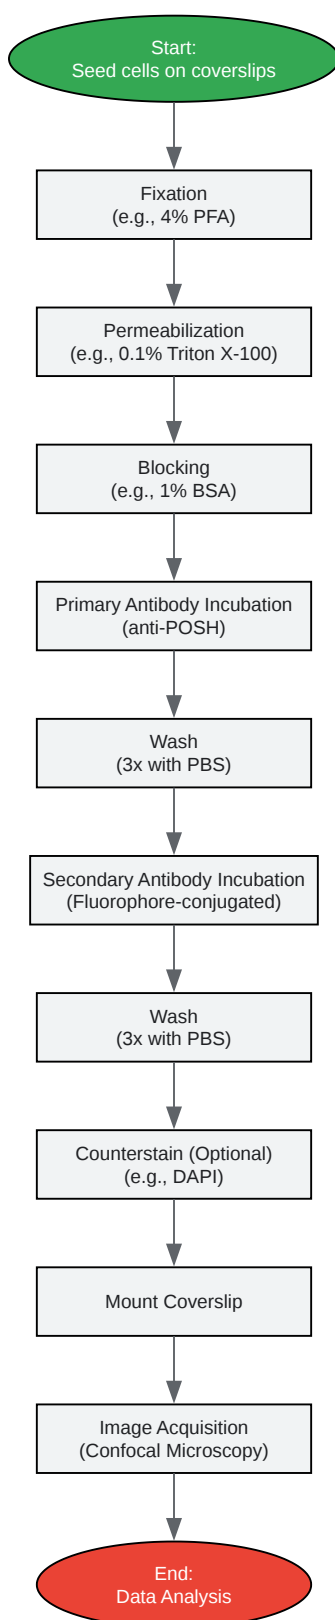 Start:
Seed cells on coverslips
Fixation
(e.g., 4% PFA)
Permeabilization
(e.g., 0.1% Triton X-100)
Blocking
(e.g., 1% BSA)
Primary Antibody Incubation
(anti-POSH)
Wash
(3x with PBS)
Secondary Antibody Incubation
(Fluorophore-conjugated)
Wash
(3x with PBS)
Counterstain (Optional)
(e.g., DAPI)
Mount Coverslip
Image Acquisition
(Confocal Microscopy)
End:
Data Analysis